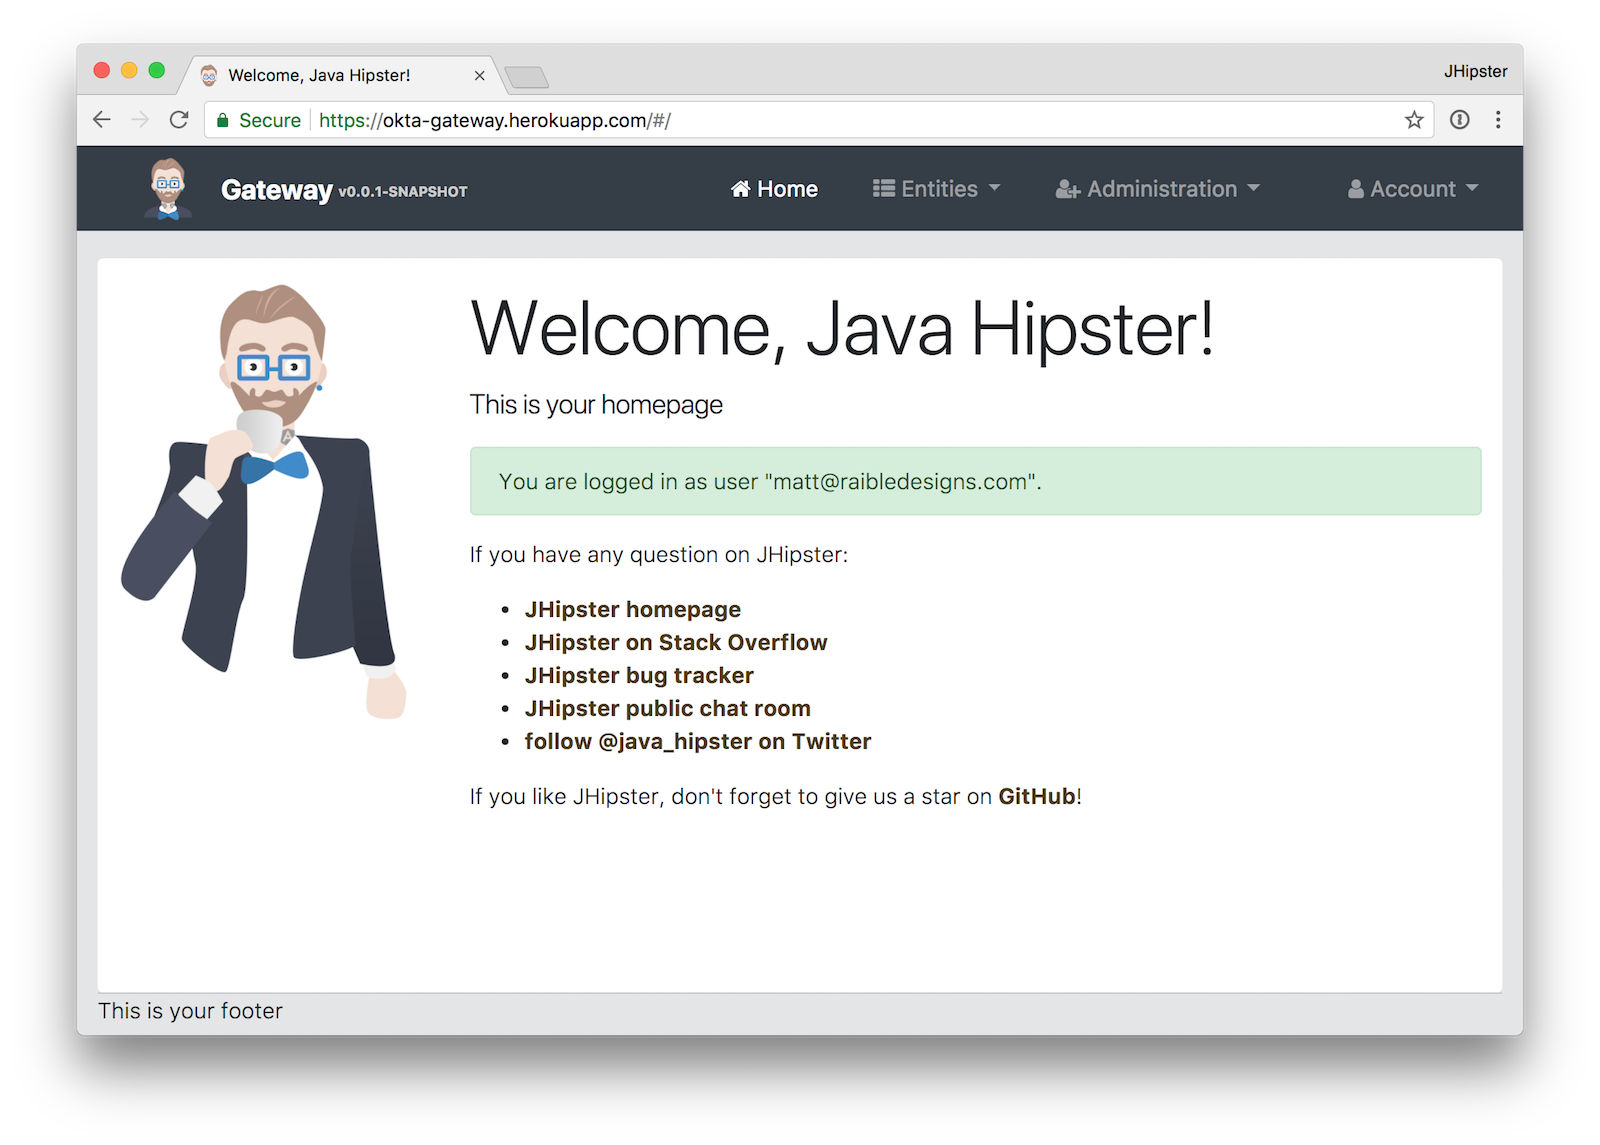 Welcome, Java Hipster!
JHipster
Secure https://okta-gateway.herokuapp.com/#/
Gateway v0.0.1-SNAPSHOT Home Entities Administration Account
Welcome, Java Hipster!
This is your homepage
A
You are logged in as user "matt@raibledesigns.com".
If you have any question on JHipster:
• JHipster homepage
• JHipster on Stack Overflow
• JHipster bug tracker
• JHipster public chat room
• follow @java_hipster on Twitter
If you like JHipster, don't forget to give us a star on GitHub!
This is your footer